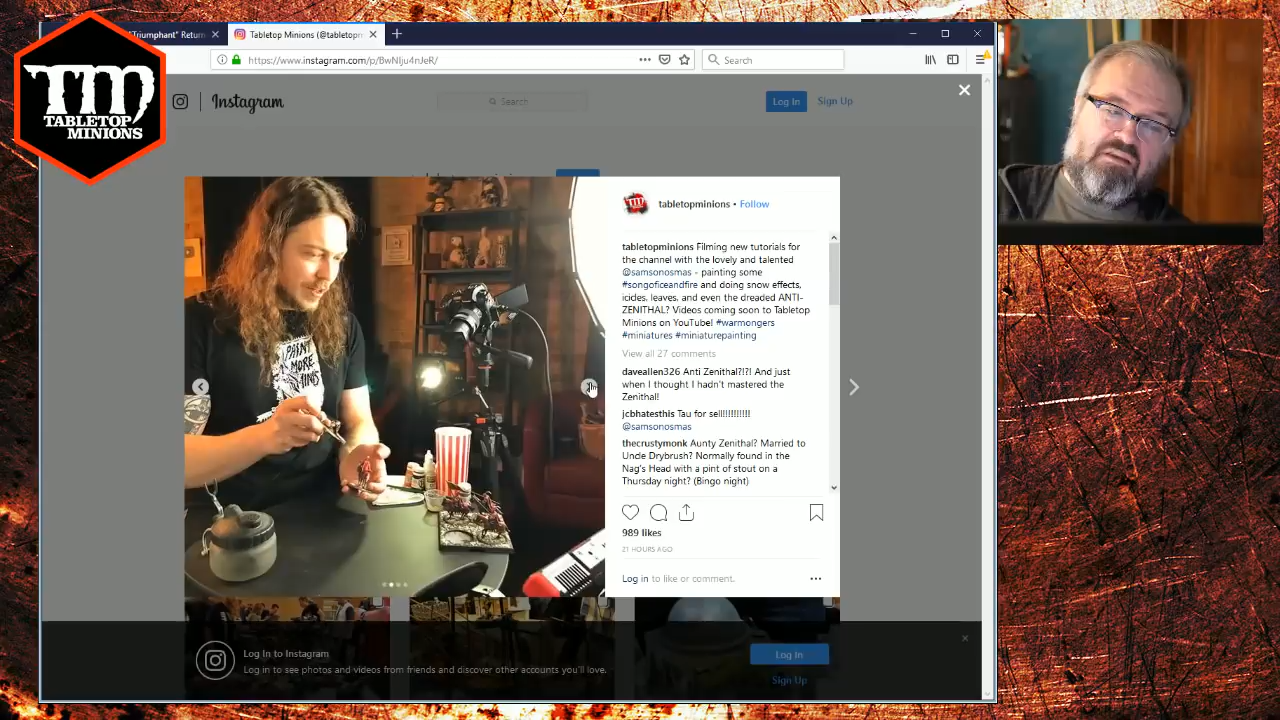 TM
TABLETOP
MINIONS
"Triumphant" Return
Tabletop Minions (@tabletopm
https://www.instagram.com/p/BwNIju4nJeR/
Search
Instagram
Search
Log In
Sign Up
TM
tabletopminions • Follow
tabletopminions Filming new tutorials for
the channel with the lovely and talented
@samsonosmas - painting some
#songoficeandfire and doing snow effects,
icicles, leaves, and even the dreaded ANTI-
ZENITHAL? Videos coming soon to Tabletop
Minions on YouTube! #warmongers
#miniatures #miniaturepainting
View all 27 comments
daveallen326 Anti Zenithal?!?! And just
when I thought I hadn't mastered the
Zenithal!
jcbhatesthis Tau for sell!!!!!!!!!!
@samsonosmas
thecrustymonk Aunty Zenithal? Married to
Uncle Drybrush? Normally found in the
Nag's Head with a pint of stout on a
Thursday night? (Bingo night)
989 likes
21 HOURS AGO
Log in to like or comment.
PAINT
MORE
MINIS
Log In to Instagram
Log in to see photos and videos from friends and discover other accounts you'll love.
Log In
Sign Up